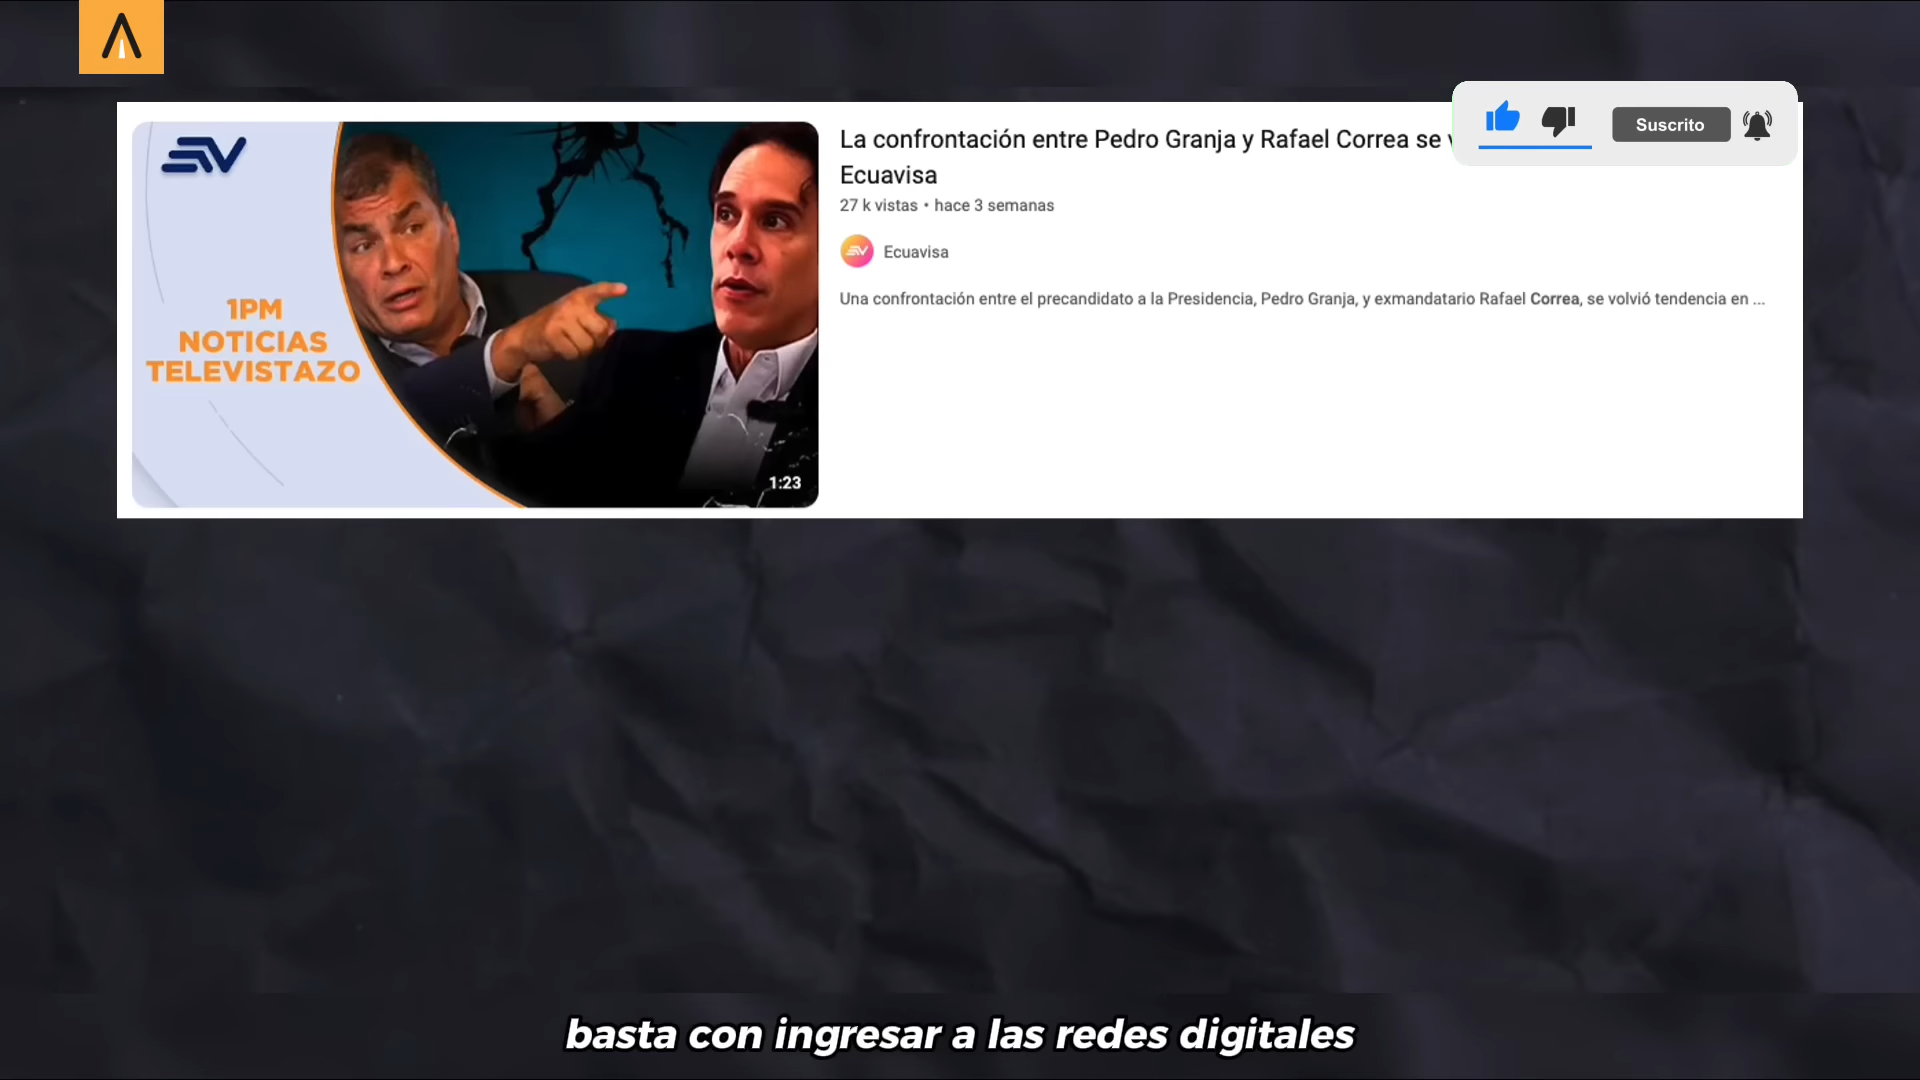 La confrontación entre Pedro Granja y Rafael Correa se
Ecuavisa
27 k vistas • hace 3 semanas
Ecuavisa
Una confrontación entre el precandidato a la Presidencia, Pedro Granja, y exmandatario Rafael Correa, se volvió tendencia en ...
1PM
NOTICIAS
TELEVISTAZO
1:23
Suscrito
basta con ingresar a las redes digitales